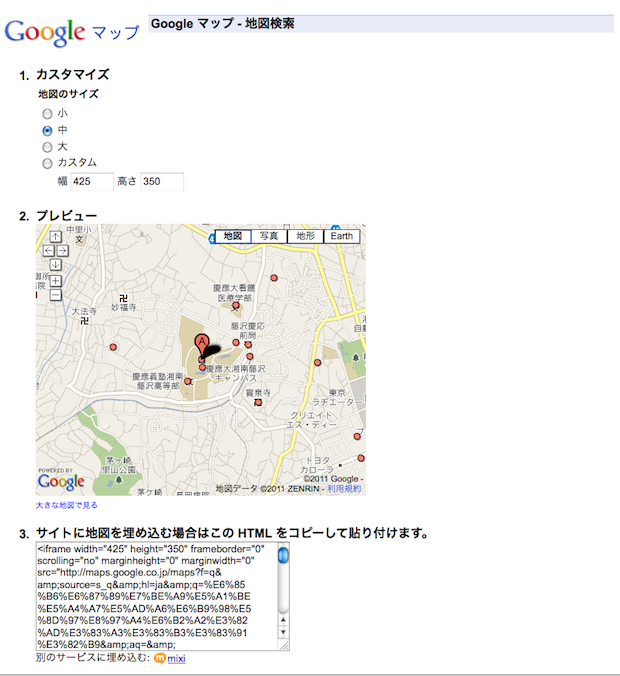 Google マップ
Google マップ - 地図検索
1. カスタマイズ
地図のサイズ
小
中
大
カスタム
幅 425 高さ 350
2. プレビュー
中里小
文
地図 写真 地形 Earth
慶應大看護
医療学部
大法寺
妙福寺
藤沢慶応
前局
A
慶應義塾湘南
藤沢高等部
慶應大湘南藤沢
キャンパス
寶泉寺
東京
ラヂエーター
クリエイト
エス・ディー
茅ケ崎
里山公園
トヨタ
カローラ
POWERED BY
Google
©2011 Google -
地図データ ©2011 ZENRIN - 利用規約
茅ケ崎
大きな地図で見る
3. サイトに地図を埋め込む場合はこの HTML をコピーして貼り付けます。
<iframe width="425" height="350" frameborder="0"
scrolling="no" marginheight="0" marginwidth="0"
src="http://maps.google.co.jp/maps?f=q&
amp;source=s_q&amp;hl=ja&amp;q=%E6%85
%B6%E6%87%89%E7%BE%A9%E5%A1%BE
%E5%A4%A7%E5%AD%A6%E6%B9%98%E5
%8D%97%E8%97%A4%E6%B2%A2%E3%82
%AD%E3%83%A3%E3%83%B3%E3%83%91
%E3%82%B9&amp;aq=&amp;
別のサービスに埋め込む: mixi